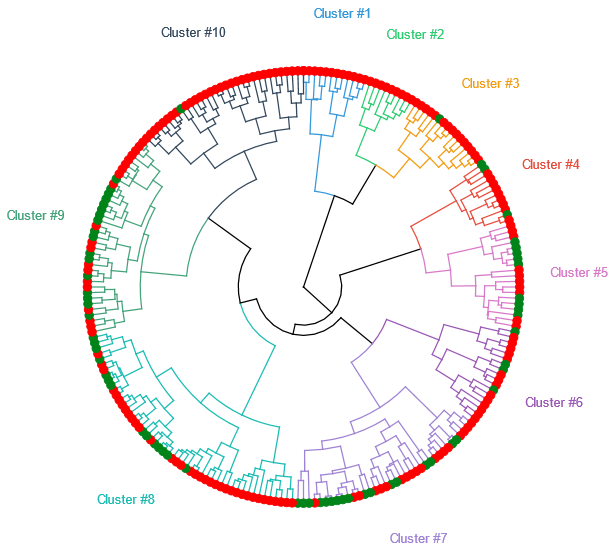 Cluster #1
Cluster #2
Cluster #3
Cluster #4
Cluster #5
Cluster #6
Cluster #7
Cluster #8
Cluster #9
Cluster #10